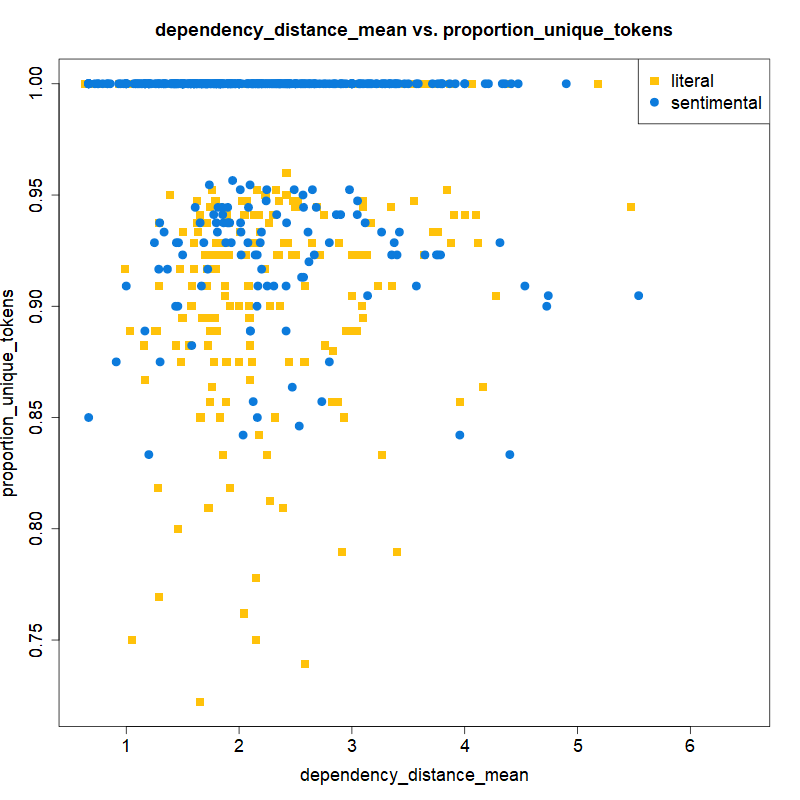 dependency_distance_mean vs. proportion_unique_tokens
literal
sentimental
1.00
0.95
0.90
0.85
0.80
0.75
proportion_unique_tokens
1 2 3 4 5 6
dependency_distance_mean